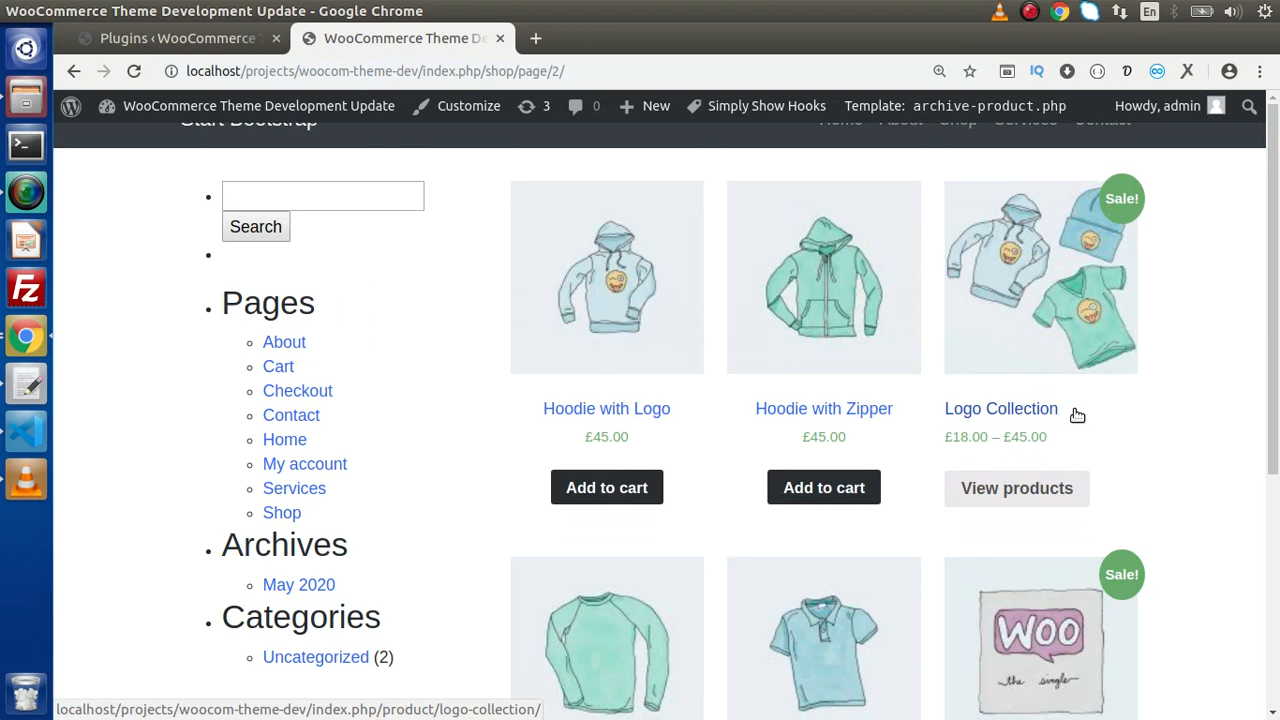 WooCommerce Theme Development Update - Google Chrome
En
Plugins ‹ WooCommerce T
WooCommerce Theme De
localhost/projects/woocom-theme-dev/index.php/shop/page/2/
WooCommerce Theme Development Update
Customize
3
0
New
Simply Show Hooks
Template: archive-product.php
Howdy, admin
Start Bootstrap
Home
About
Shop
Services
Contact
Search
Pages
About
Cart
Checkout
Contact
Home
My account
Services
Shop
Archives
May 2020
Categories
Uncategorized (2)
Hoodie with Logo
£45.00
Add to cart
Hoodie with Zipper
£45.00
Add to cart
Sale!
Logo Collection
£18.00 – £45.00
View products
Sale!
WOO
the single
localhost/projects/woocom-theme-dev/index.php/product/logo-collection/